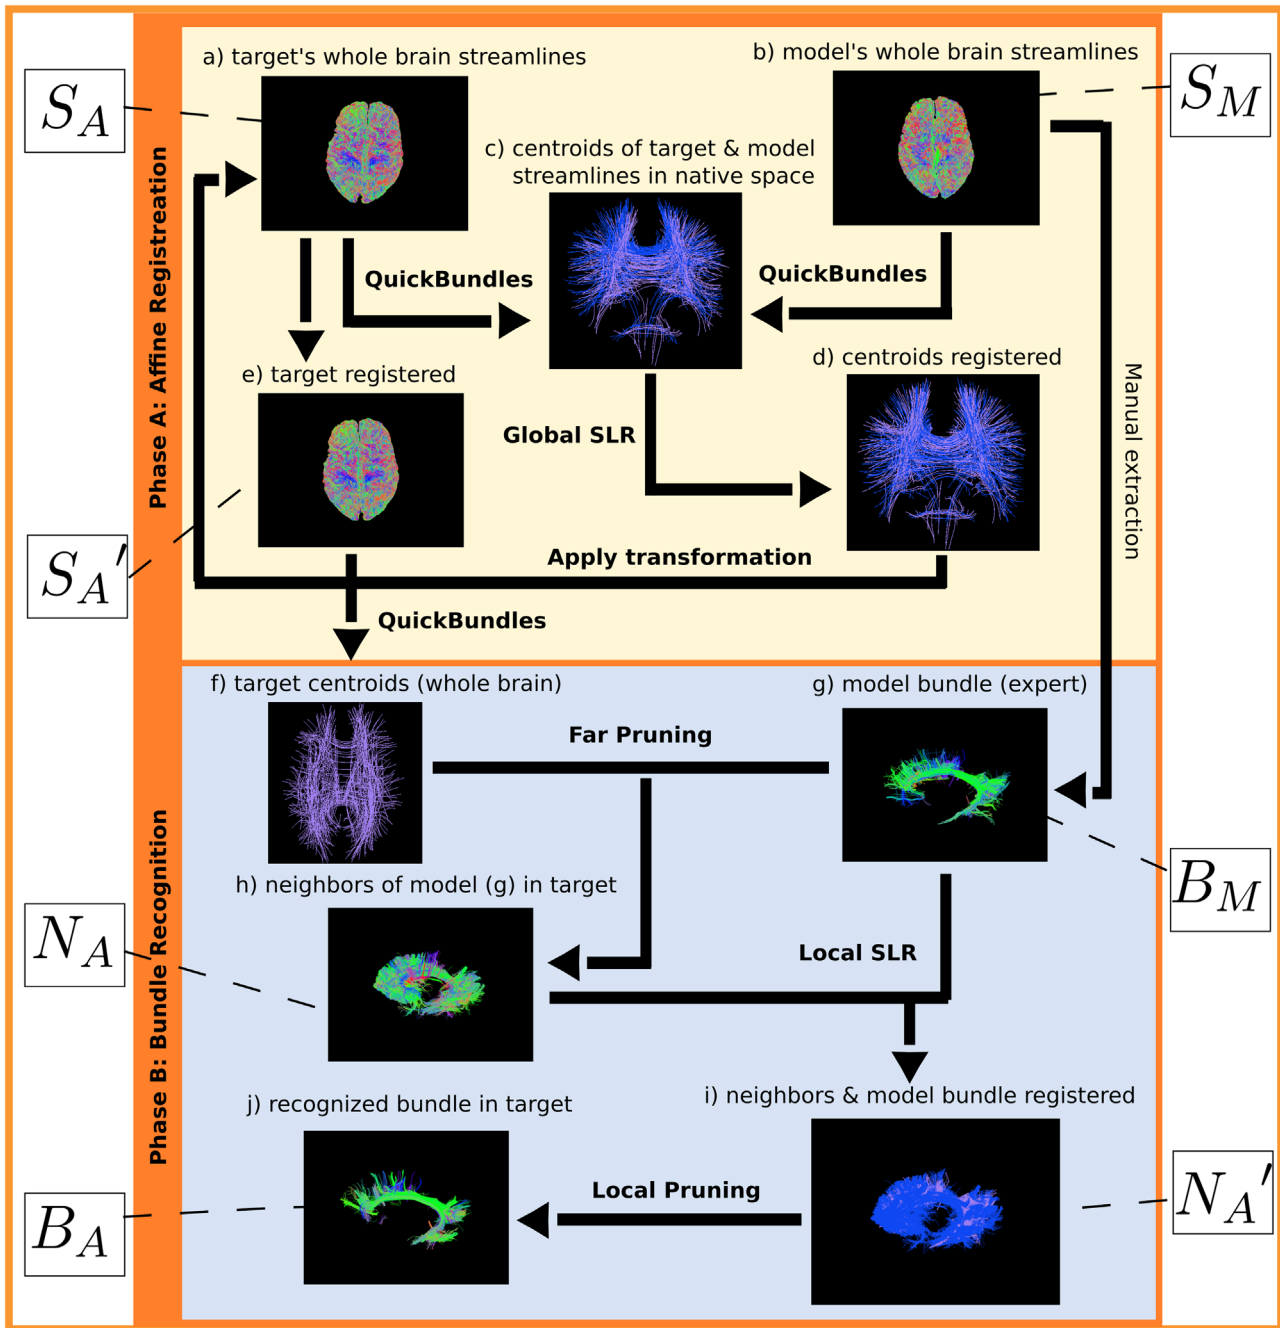 a) target's whole brain streamlines
b) model's whole brain streamlines
S_A
S_M
c) centroids of target & model
streamlines in native space
QuickBundles
QuickBundles
d) centroids registered
e) target registered
Global SLR
Manual extraction
Phase A: Affine Registreation
S_A'
Apply transformation
QuickBundles
f) target centroids (whole brain)
g) model bundle (expert)
Far Pruning
h) neighbors of model (g) in target
B_M
N_A
Local SLR
Phase B: Bundle Recognition
i) neighbors & model bundle registered
j) recognized bundle in target
Local Pruning
N_A'
B_A